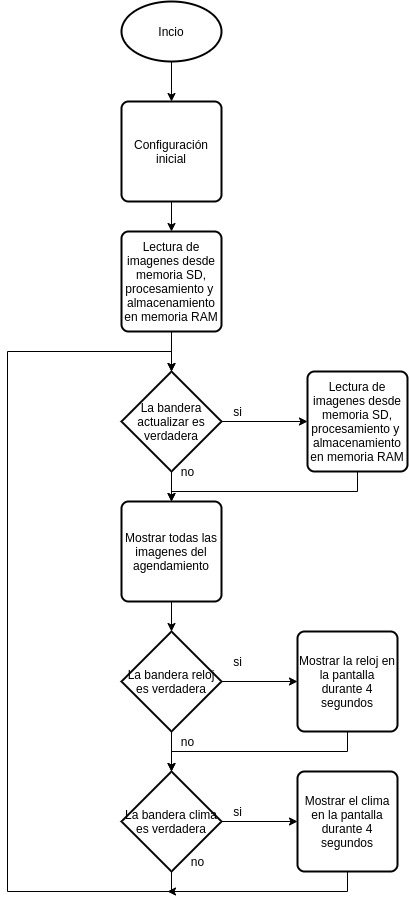 Incio
Configuración
inicial
Lectura de
imagenes desde
memoria SD,
procesamiento y
almacenamiento
en memoria RAM
La bandera
actualizar es
verdadera
si
Lectura de
imagenes desde
memoria SD,
procesamiento y
almacenamiento
en memoria RAM
no
Mostrar todas las
imagenes del
agendamiento
La bandera reloj
es verdadera
si
Mostrar la reloj en
la pantalla
durante 4
segundos
no
La bandera clima
es verdadera
si
Mostrar el clima
en la pantalla
durante 4
segundos
no